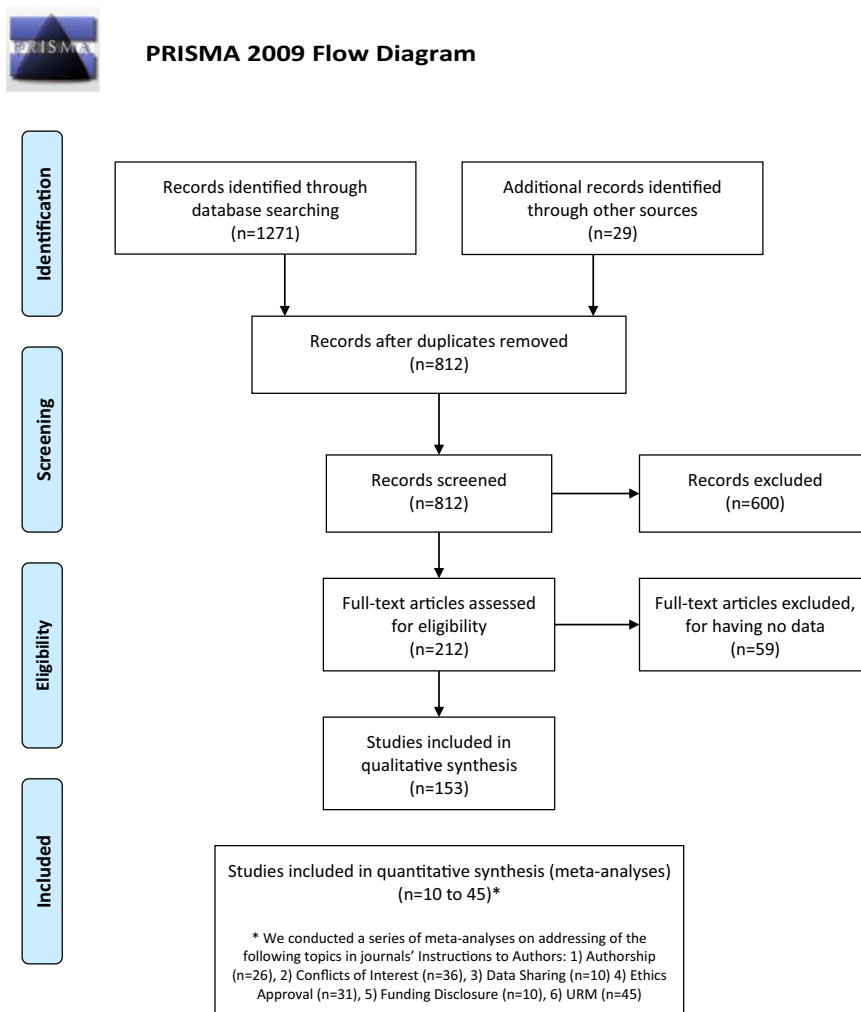 PRISMA
PRISMA 2009 Flow Diagram
Identification
Records identified through
database searching
(n=1271)
Additional records identified
through other sources
(n=29)
Records after duplicates removed
(n=812)
Screening
Records screened
(n=812)
Records excluded
(n=600)
Eligibility
Full-text articles assessed
for eligibility
(n=212)
Full-text articles excluded,
for having no data
(n=59)
Studies included in
qualitative synthesis
(n=153)
Included
Studies included in quantitative synthesis (meta-analyses)
(n=10 to 45)*
* We conducted a series of meta-analyses on addressing of the
following topics in journals’ Instructions to Authors: 1) Authorship
(n=26), 2) Conflicts of Interest (n=36), 3) Data Sharing (n=10) 4) Ethics
Approval (n=31), 5) Funding Disclosure (n=10), 6) URM (n=45)